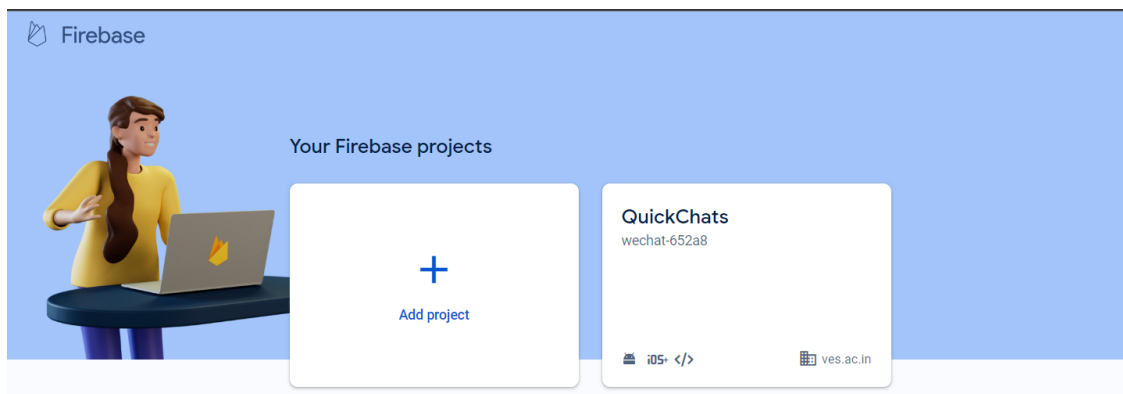 Firebase
Your Firebase projects
Add project
QuickChats
wechat-652a8
iOS+ </>
ves.ac.in